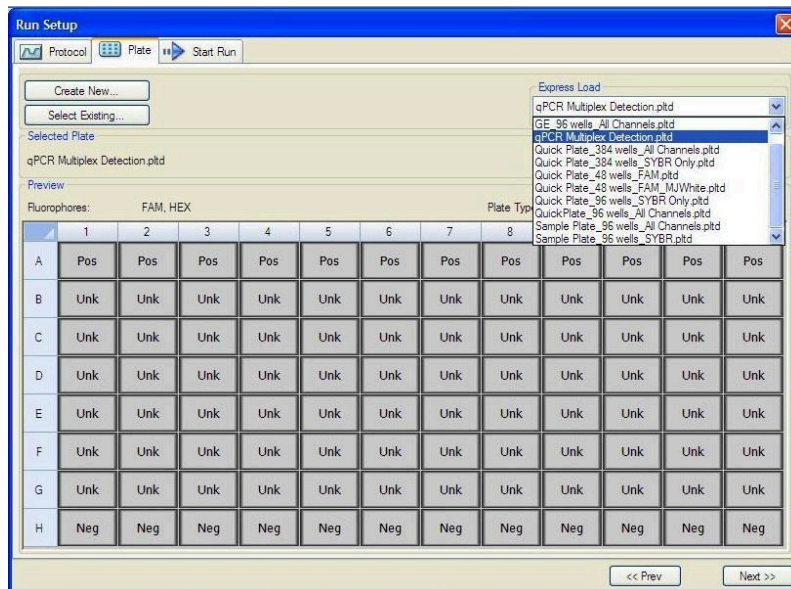 Run Setup
Protocol Plate Start Run
Create New...
Select Existing...
Express Load
qPCR Multiplex Detection.pltd
GE_96 wells_All Channels.pltd
qPCR Multiplex Detection.pltd
Quick Plate_384 wells_All Channels.pltd
Quick Plate_384 wells_SYBR Only.pltd
Quick Plate_48 wells_FAM.pltd
Quick Plate_48 wells_FAM_MJWhite.pltd
Quick Plate_96 wells_SYBR Only.pltd
QuickPlate_96 wells_All Channels.pltd
Sample Plate_96 wells_All Channels.pltd
Sample Plate_96 wells_SYBR.pltd
Selected Plate
qPCR Multiplex Detection.pltd
Preview
Fluorophores: FAM, HEX Plate Typ
1 2 3 4 5 6 7 8
A Pos Pos Pos Pos Pos Pos Pos Pos Pos Pos Pos Pos
B Unk Unk Unk Unk Unk Unk Unk Unk Unk Unk Unk Unk
C Unk Unk Unk Unk Unk Unk Unk Unk Unk Unk Unk Unk
D Unk Unk Unk Unk Unk Unk Unk Unk Unk Unk Unk Unk
E Unk Unk Unk Unk Unk Unk Unk Unk Unk Unk Unk Unk
F Unk Unk Unk Unk Unk Unk Unk Unk Unk Unk Unk Unk
G Unk Unk Unk Unk Unk Unk Unk Unk Unk Unk Unk Unk
H Neg Neg Neg Neg Neg Neg Neg Neg Neg Neg Neg Neg
<< Prev Next >>